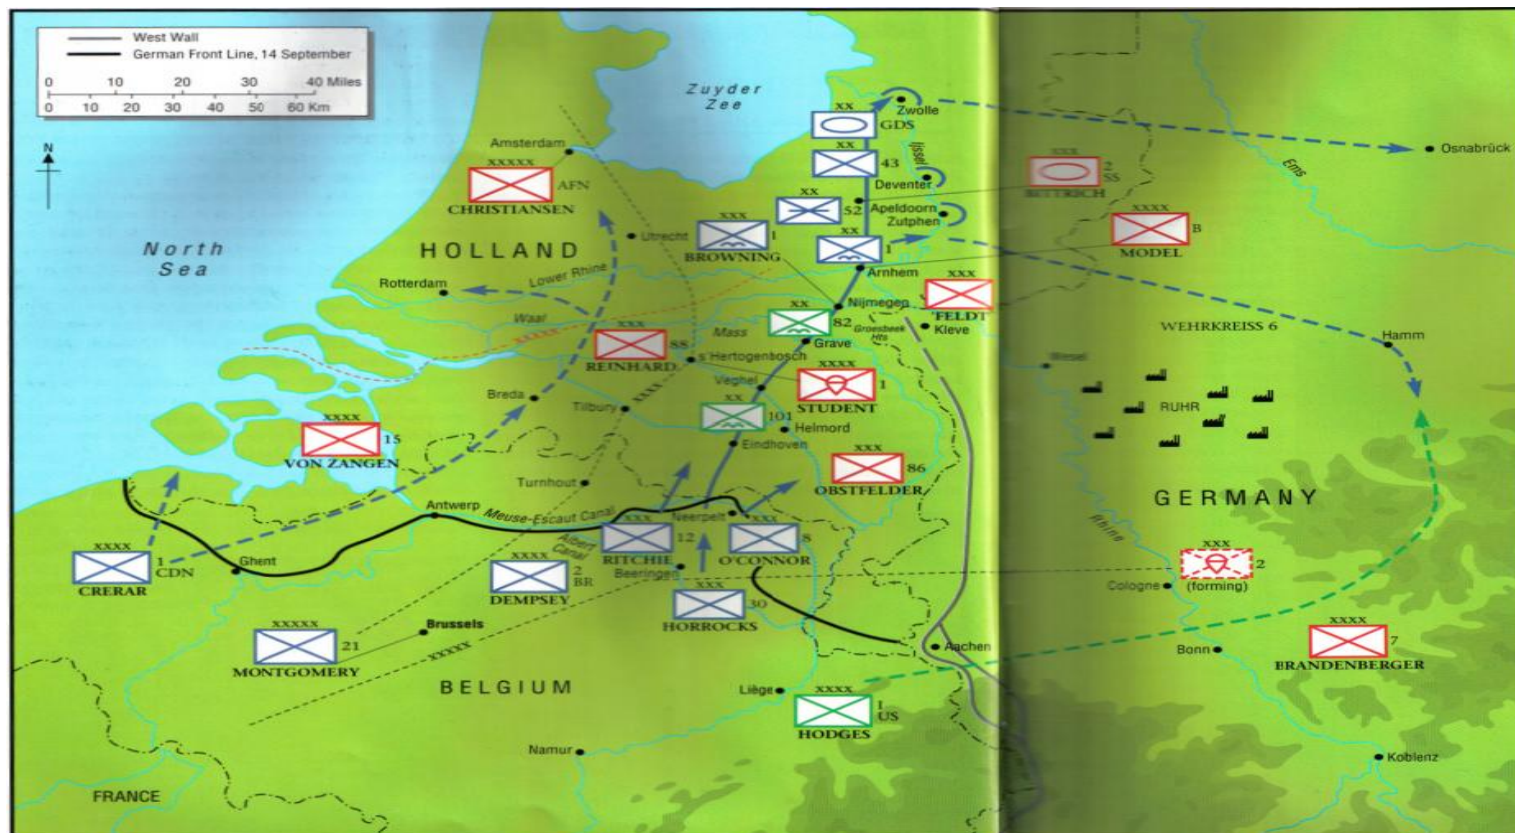 West Wall
German Front Line, 14 September
0 10 20 30 40 Miles
0 10 20 30 40 50 60 Km
N
North
Sea
Zuyder
Zee
HOLLAND
Amsterdam
XXXXX
AFN
CHRISTIANSEN
Utrecht
Rotterdam
Lower Rhine
Waal
Mass
XX
GDS
Zwolle
Ijssel
XX
43
Deventer
XX
52
Apeldoorn
Zutphen
XXX
1
BROWNING
XX
1
Arnhem
XXX
2
SS
BITTRICH
XXXX
B
MODEL
Osnabrück
Ems
XXX
FELDT
Nijmegen
XX
82
Grave
Groesbeek
Hts
Kleve
WEHRKREISS 6
Hamm
Wesel
RUHR
XXXXX
XXX
88
REINHARD
s'Hertogenbosch
XXXX
1
STUDENT
Veghel
Breda
Tilbury
XXXX
XX
101
Helmord
Eindhoven
XXXX
15
VON ZANGEN
XXX
86
OBSTFELDER
Turnhout
Antwerp
Meuse-Escaut Canal
Albert
Canal
Neerpelt
XXX
12
RITCHIE
XXX
8
O'CONNOR
Beeringen
GERMANY
Rhine
XXXX
1
CDN
CRERAR
Ghent
XXXX
2
BR
DEMPSEY
XXX
30
HORROCKS
XXX
2
(forming)
Cologne
XXXXX
21
MONTGOMERY
Brussels
XXXXX
Aachen
Bonn
XXXX
7
BRANDENBERGER
BELGIUM
Liège
XXXX
I
US
HODGES
Namur
Koblenz
FRANCE